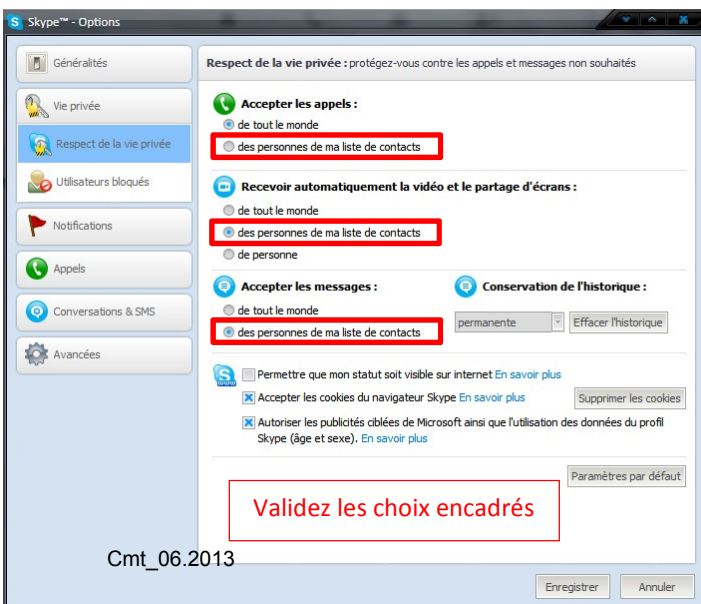 Skype™ - Options
Généralités
Vie privée
Respect de la vie privée
Utilisateurs bloqués
Notifications
Appels
Conversations & SMS
Avancées
Respect de la vie privée : protégez-vous contre les appels et messages non souhaités
Accepter les appels :
de tout le monde
des personnes de ma liste de contacts
Recevoir automatiquement la vidéo et le partage d'écrans :
de tout le monde
des personnes de ma liste de contacts
de personne
Accepter les messages :
de tout le monde
des personnes de ma liste de contacts
Conservation de l'historique :
permanente
Effacer l'historique
Permettre que mon statut soit visible sur internet En savoir plus
Accepter les cookies du navigateur Skype En savoir plus
Supprimer les cookies
Autoriser les publicités ciblées de Microsoft ainsi que l'utilisation des données du profil
Skype (âge et sexe). En savoir plus
Paramètres par défaut
Validez les choix encadrés
Cmt_06.2013
Enregistrer
Annuler